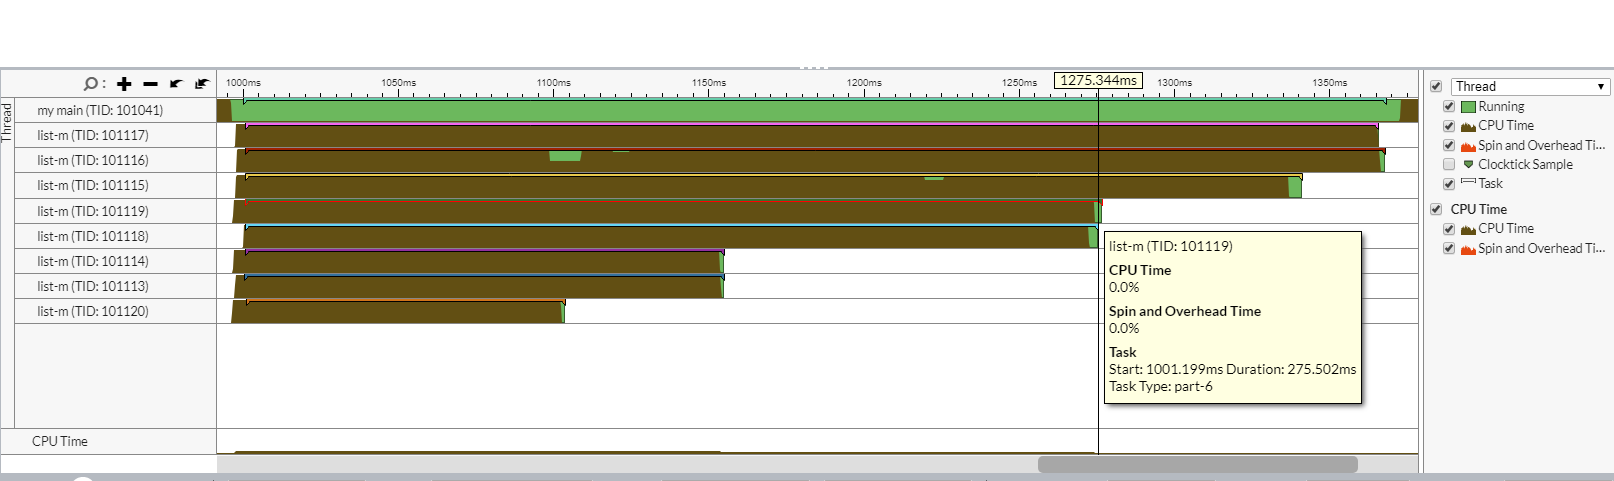 1000ms 1050ms 1100ms 1150ms 1200ms 1250ms 1275.344ms 1300ms 1350ms
Thread
my main (TID: 101041)
list-m (TID: 101117)
list-m (TID: 101116)
list-m (TID: 101115)
list-m (TID: 101119)
list-m (TID: 101118)
list-m (TID: 101114)
list-m (TID: 101113)
list-m (TID: 101120)
CPU Time
list-m (TID: 101119)
CPU Time
0.0%
Spin and Overhead Time
0.0%
Task
Start: 1001.199ms Duration: 275.502ms
Task Type: part-6
Thread
Running
CPU Time
Spin and Overhead Ti...
Clocktick Sample
Task
CPU Time
CPU Time
Spin and Overhead Ti...